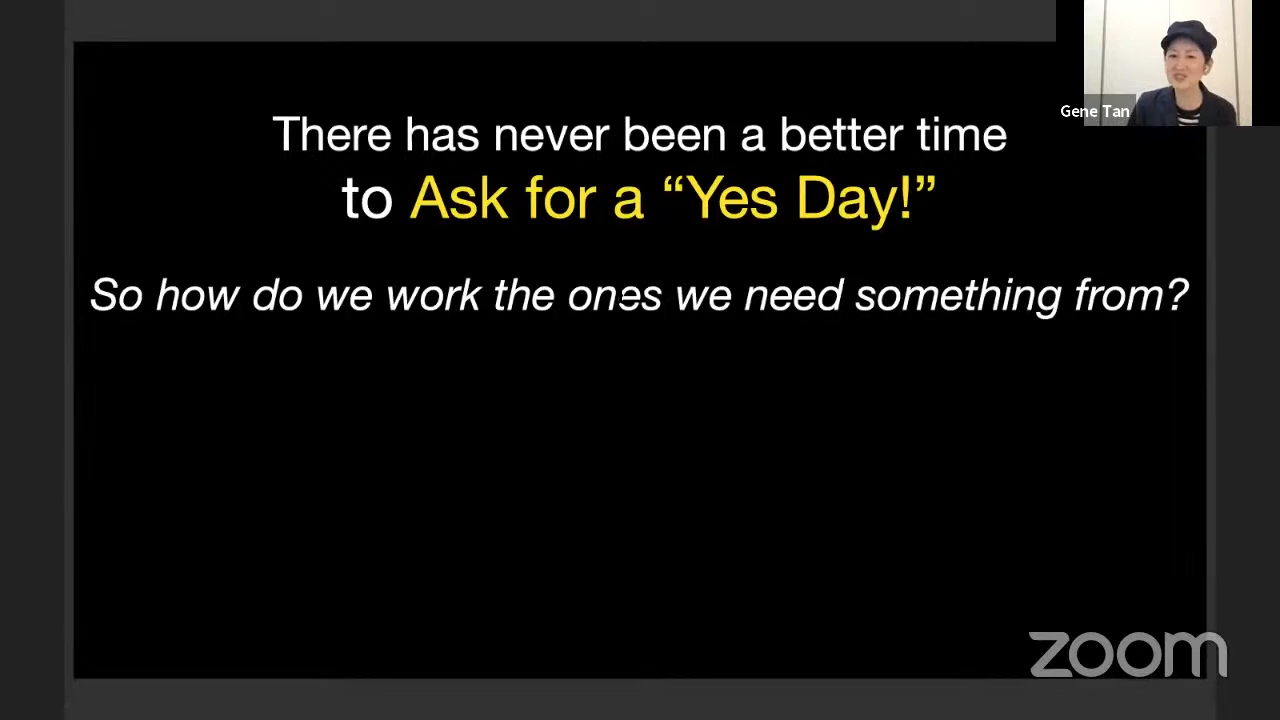 Gene Tan
There has never been a better time
to Ask for a “Yes Day!”
So how do we work the ones we need something from?
zoom